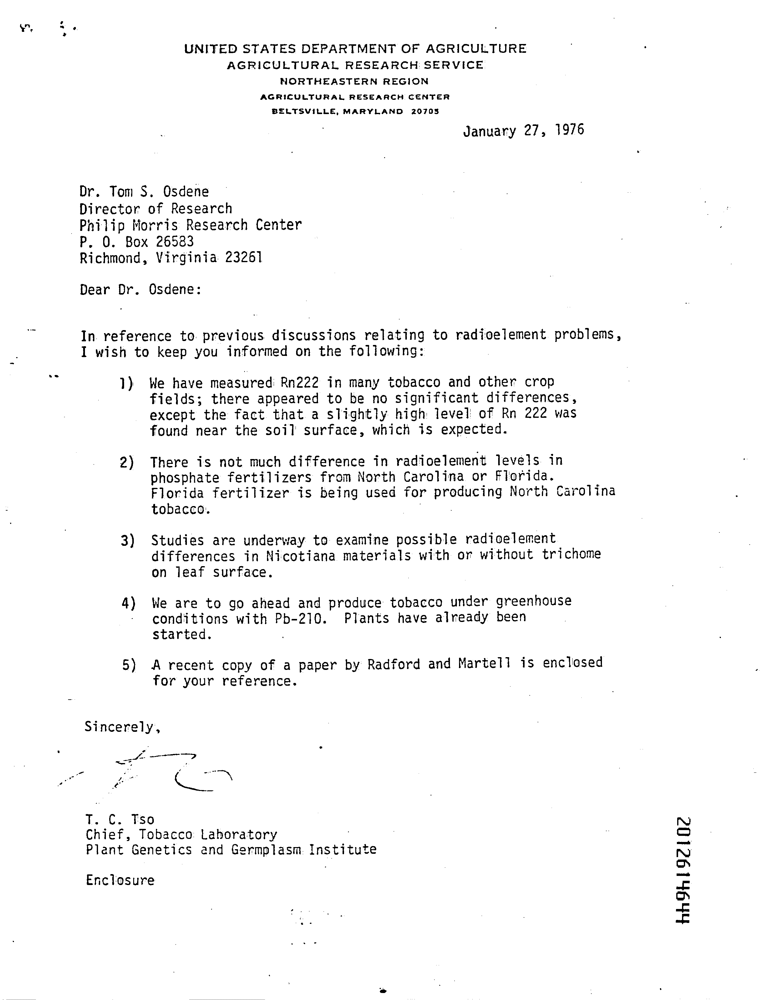 UNITED STATES DEPARTMENT OF AGRICULTURE
AGRICULTURAL RESEARCH SERVICE
NORTHEASTERN REGION
AGRICULTURAL RESEARCH CENTER
BELTSVILLE, MARYLAND 20705
January 27, 1976
Dr. Tom S. Osdene
Director of Research
Philip Morris Research Center
P. O. Box 26583
Richmond, Virginia 23261
Dear Dr. Osdene:
In reference to previous discussions relating to radioelement problems,
I wish to keep you informed on the following:
1) We have measured Rn222 in many tobacco and other crop
fields; there appeared to be no significant differences,
except the fact that a slightly high level of Rn 222 was
found near the soil surface, which is expected.
2) There is not much difference in radioelement levels in
phosphate fertilizers from North Carolina or Florida.
Florida fertilizer is being used for producing North Carolina
tobacco.
3) Studies are underway to examine possible radioelement
differences in Nicotiana materials with or without trichome
on leaf surface.
4) We are to go ahead and produce tobacco under greenhouse
conditions with Pb-210. Plants have already been
started.
5) A recent copy of a paper by Radford and Martell is enclosed
for your reference.
Sincerely,
T. C. Tso
Chief, Tobacco Laboratory
Plant Genetics and Germplasm Institute
Enclosure
2012614644